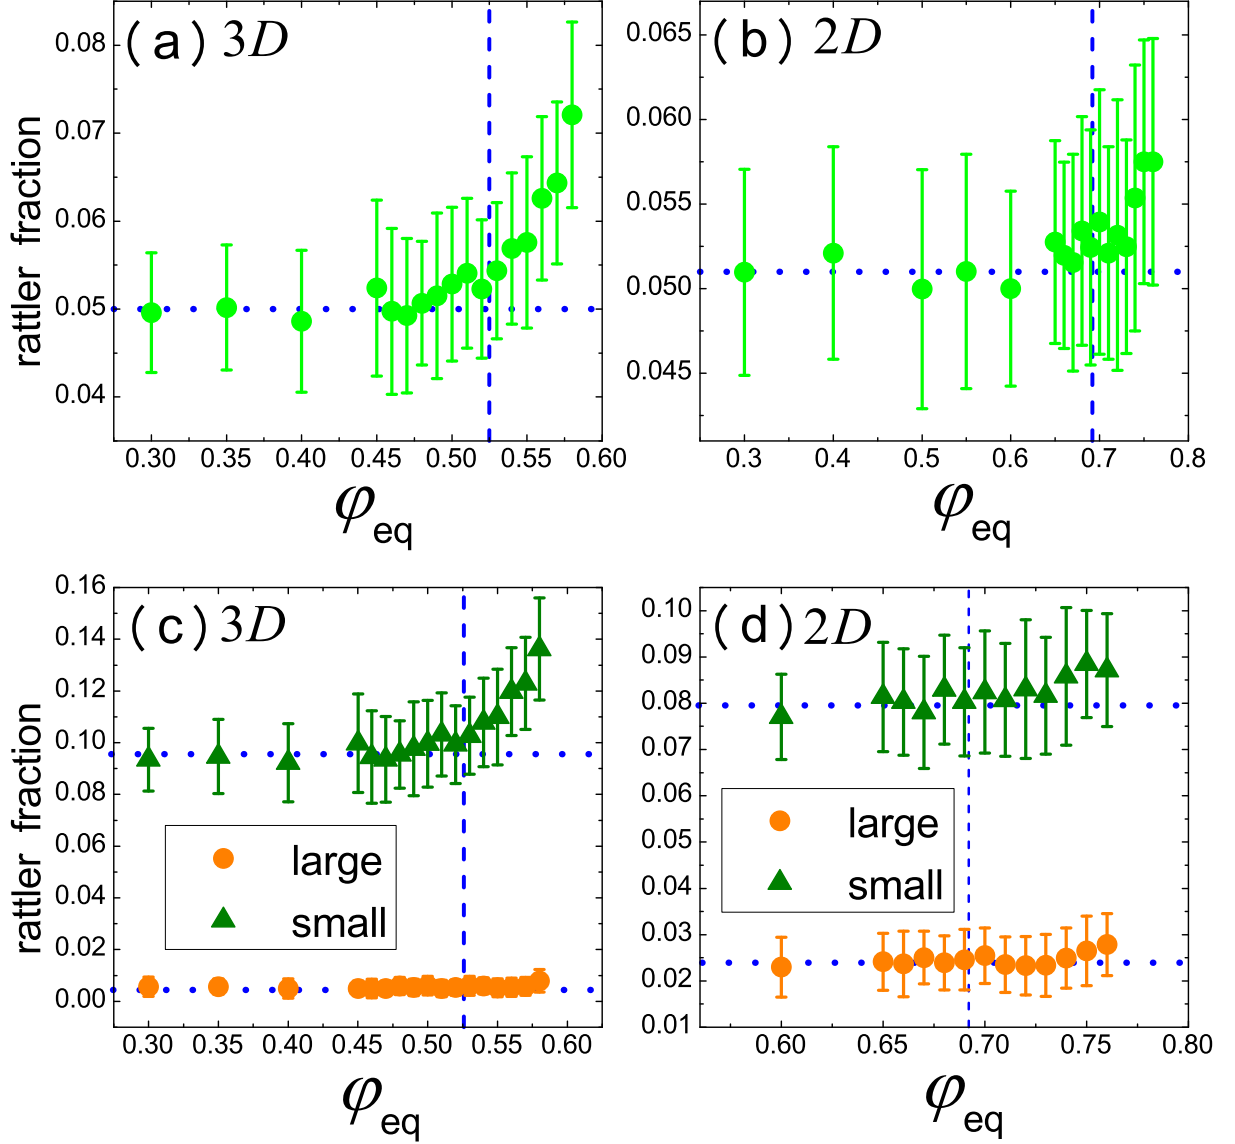 (a) 3D
0.08
0.07
0.06
0.05
0.04
rattler fraction
0.30 0.35 0.40 0.45 0.50 0.55 0.60
φeq
(b) 2D
0.065
0.060
0.055
0.050
0.045
0.3 0.4 0.5 0.6 0.7 0.8
φeq
(c) 3D
0.16
0.14
0.12
0.10
0.08
0.06
0.04
0.02
0.00
rattler fraction
large
small
0.30 0.35 0.40 0.45 0.50 0.55 0.60
φeq
(d) 2D
0.10
0.09
0.08
0.07
0.06
0.05
0.04
0.03
0.02
0.01
large
small
0.60 0.65 0.70 0.75 0.80
φeq